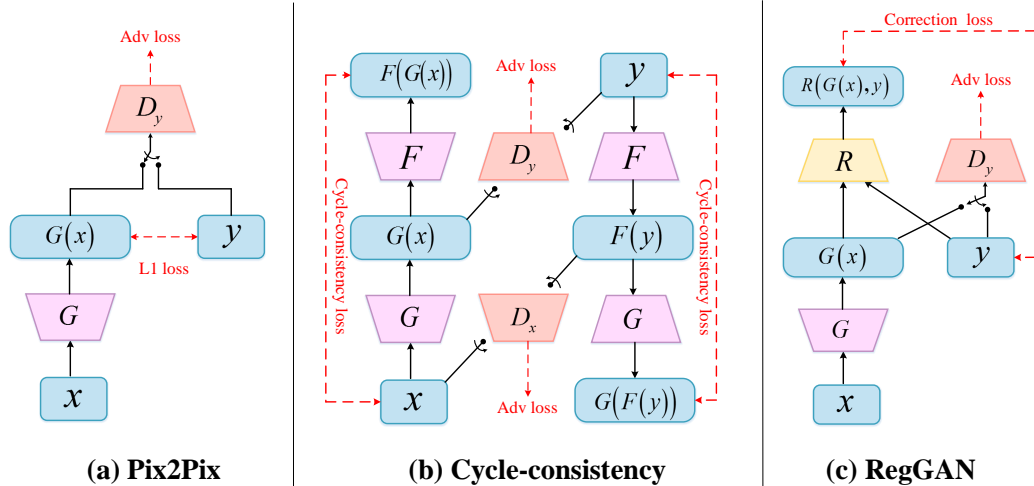 Adv loss
D_y
G(x)
y
L1 loss
G
x
(a) Pix2Pix
F(G(x))
Adv loss
y
F
D_y
F
Cycle-consistency loss
G(x)
F(y)
Cycle-consistency loss
G
D_x
G
x
Adv loss
G(F(y))
(b) Cycle-consistency
Correction loss
R(G(x), y)
Adv loss
R
D_y
G(x)
y
G
x
(c) RegGAN